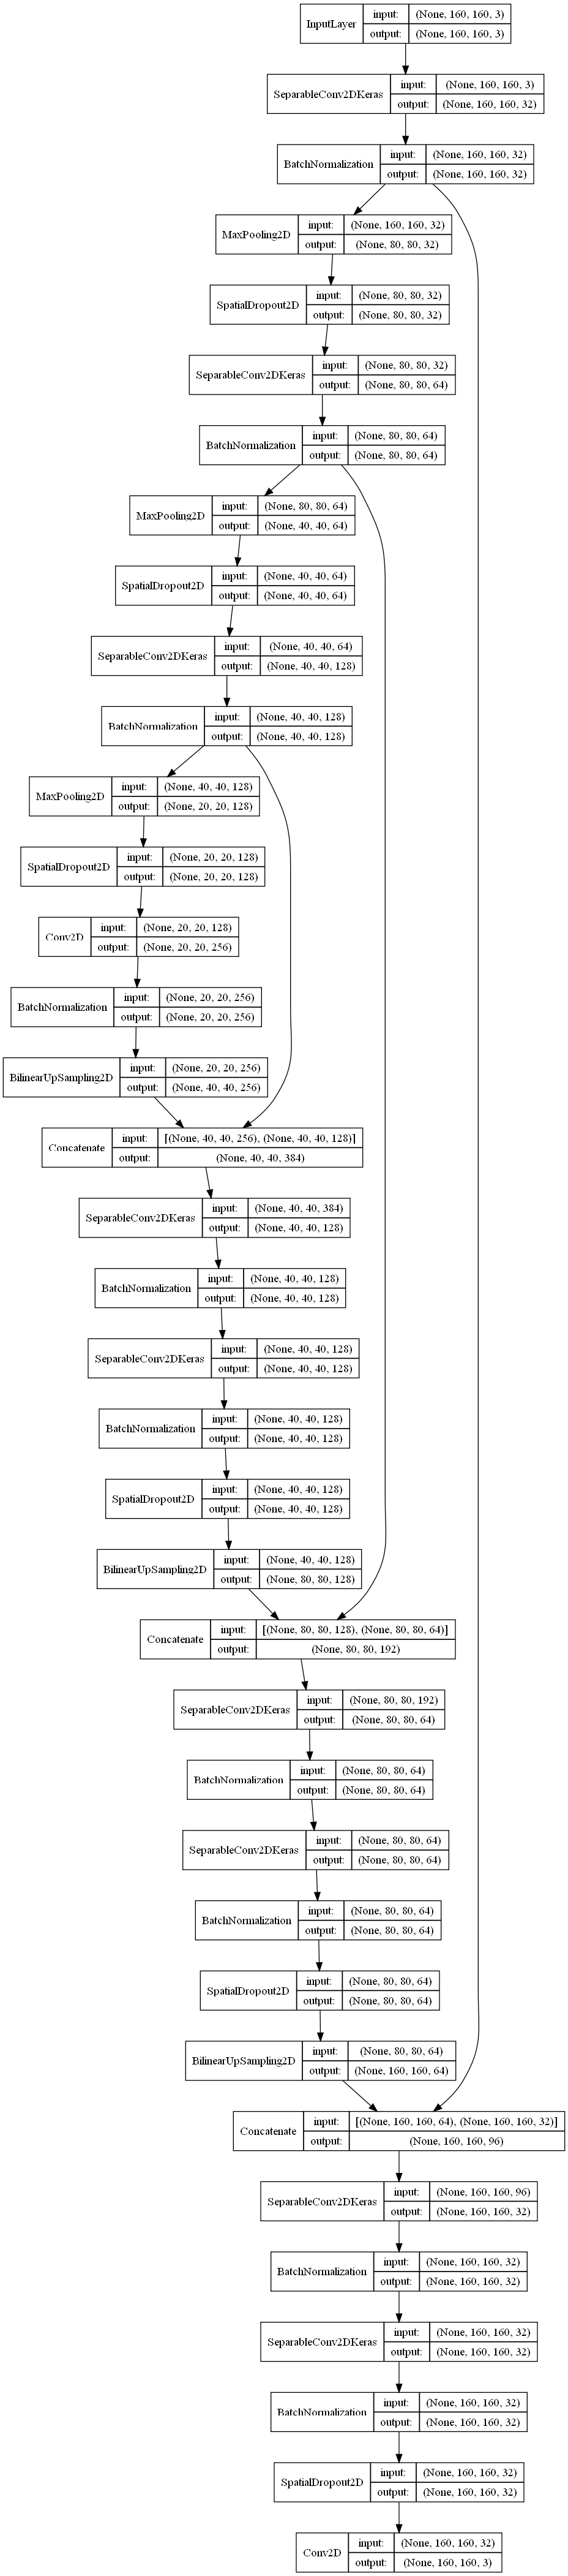 InputLayer
input: (None, 160, 160, 3)
output: (None, 160, 160, 3)
SeparableConv2DKeras
input: (None, 160, 160, 3)
output: (None, 160, 160, 32)
BatchNormalization
input: (None, 160, 160, 32)
output: (None, 160, 160, 32)
MaxPooling2D
input: (None, 160, 160, 32)
output: (None, 80, 80, 32)
SpatialDropout2D
input: (None, 80, 80, 32)
output: (None, 80, 80, 32)
SeparableConv2DKeras
input: (None, 80, 80, 32)
output: (None, 80, 80, 64)
BatchNormalization
input: (None, 80, 80, 64)
output: (None, 80, 80, 64)
MaxPooling2D
input: (None, 80, 80, 64)
output: (None, 40, 40, 64)
SpatialDropout2D
input: (None, 40, 40, 64)
output: (None, 40, 40, 64)
SeparableConv2DKeras
input: (None, 40, 40, 64)
output: (None, 40, 40, 128)
BatchNormalization
input: (None, 40, 40, 128)
output: (None, 40, 40, 128)
MaxPooling2D
input: (None, 40, 40, 128)
output: (None, 20, 20, 128)
SpatialDropout2D
input: (None, 20, 20, 128)
output: (None, 20, 20, 128)
Conv2D
input: (None, 20, 20, 128)
output: (None, 20, 20, 256)
BatchNormalization
input: (None, 20, 20, 256)
output: (None, 20, 20, 256)
BilinearUpSampling2D
input: (None, 20, 20, 256)
output: (None, 40, 40, 256)
Concatenate
input: [(None, 40, 40, 256), (None, 40, 40, 128)]
output: (None, 40, 40, 384)
SeparableConv2DKeras
input: (None, 40, 40, 384)
output: (None, 40, 40, 128)
BatchNormalization
input: (None, 40, 40, 128)
output: (None, 40, 40, 128)
SeparableConv2DKeras
input: (None, 40, 40, 128)
output: (None, 40, 40, 128)
BatchNormalization
input: (None, 40, 40, 128)
output: (None, 40, 40, 128)
SpatialDropout2D
input: (None, 40, 40, 128)
output: (None, 40, 40, 128)
BilinearUpSampling2D
input: (None, 40, 40, 128)
output: (None, 80, 80, 128)
Concatenate
input: [(None, 80, 80, 128), (None, 80, 80, 64)]
output: (None, 80, 80, 192)
SeparableConv2DKeras
input: (None, 80, 80, 192)
output: (None, 80, 80, 64)
BatchNormalization
input: (None, 80, 80, 64)
output: (None, 80, 80, 64)
SeparableConv2DKeras
input: (None, 80, 80, 64)
output: (None, 80, 80, 64)
BatchNormalization
input: (None, 80, 80, 64)
output: (None, 80, 80, 64)
SpatialDropout2D
input: (None, 80, 80, 64)
output: (None, 80, 80, 64)
BilinearUpSampling2D
input: (None, 80, 80, 64)
output: (None, 160, 160, 64)
Concatenate
input: [(None, 160, 160, 64), (None, 160, 160, 32)]
output: (None, 160, 160, 96)
SeparableConv2DKeras
input: (None, 160, 160, 96)
output: (None, 160, 160, 32)
BatchNormalization
input: (None, 160, 160, 32)
output: (None, 160, 160, 32)
SeparableConv2DKeras
input: (None, 160, 160, 32)
output: (None, 160, 160, 32)
BatchNormalization
input: (None, 160, 160, 32)
output: (None, 160, 160, 32)
SpatialDropout2D
input: (None, 160, 160, 32)
output: (None, 160, 160, 32)
Conv2D
input: (None, 160, 160, 32)
output: (None, 160, 160, 3)